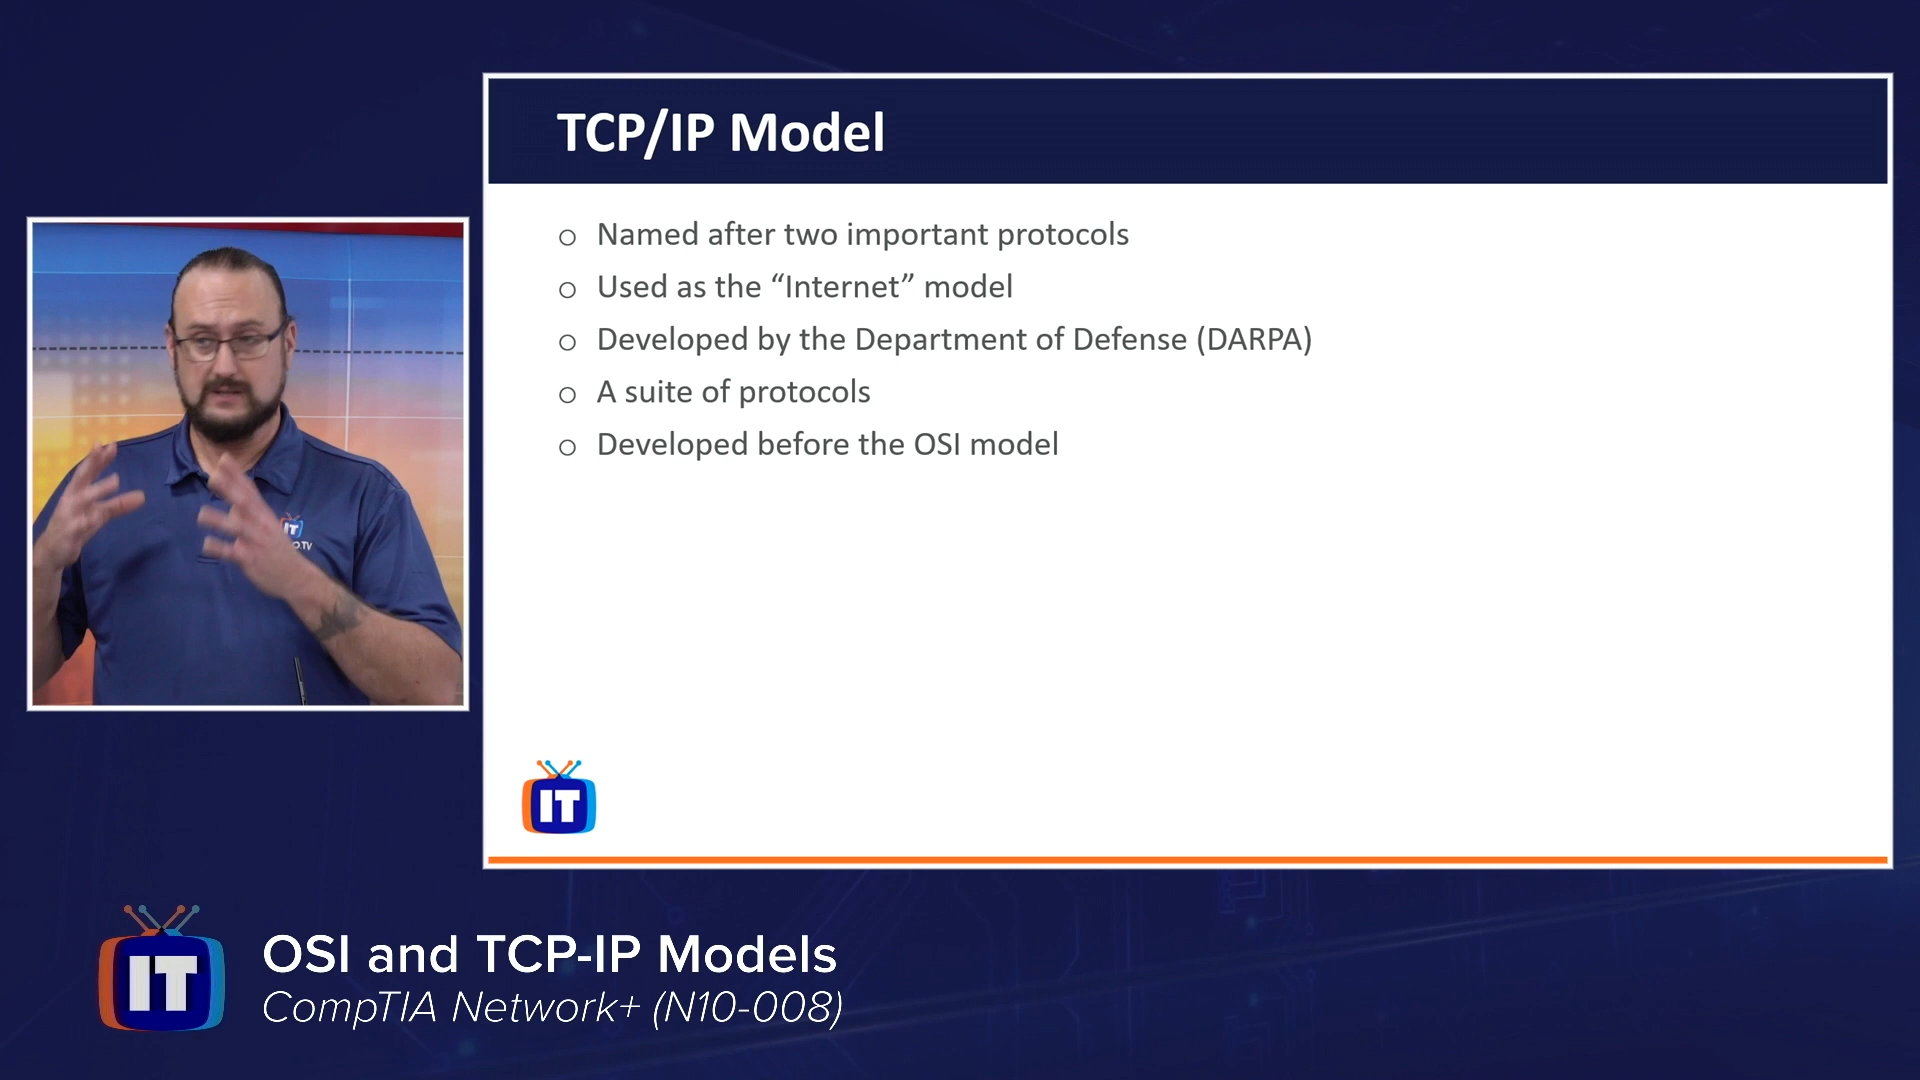 TCP/IP Model
Named after two important protocols
Used as the “Internet” model
Developed by the Department of Defense (DARPA)
A suite of protocols
Developed before the OSI model
IT
IT
IT
OSI and TCP-IP Models
CompTIA Network+ (N10-008)